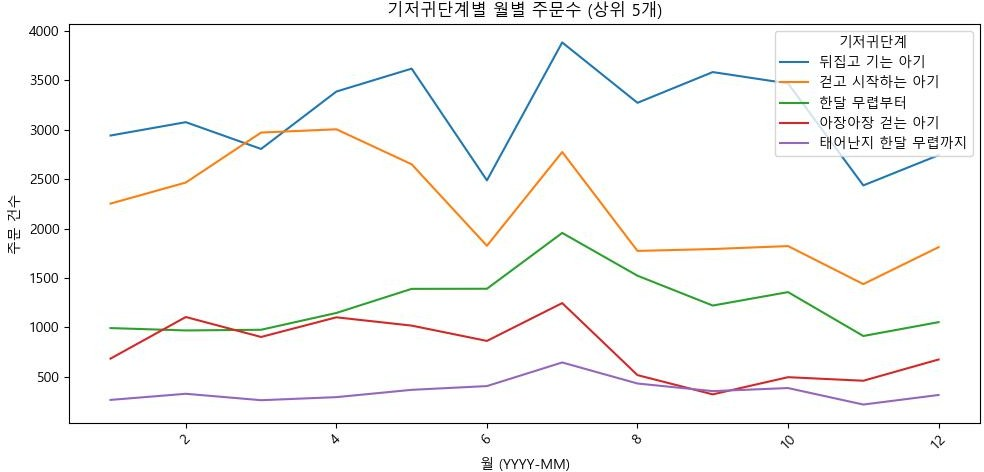 기저귀단계별 월별 주문수 (상위 5개)
4000
3500
3000
2500
2000
1500
1000
500
주문 건수
기저귀단계
뒤집고 기는 아기
걷고 시작하는 아기
한달 무렵부터
아장아장 걷는 아기
태어난지 한달 무렵까지
2
4
6
8
10
12
월 (YYYY-MM)